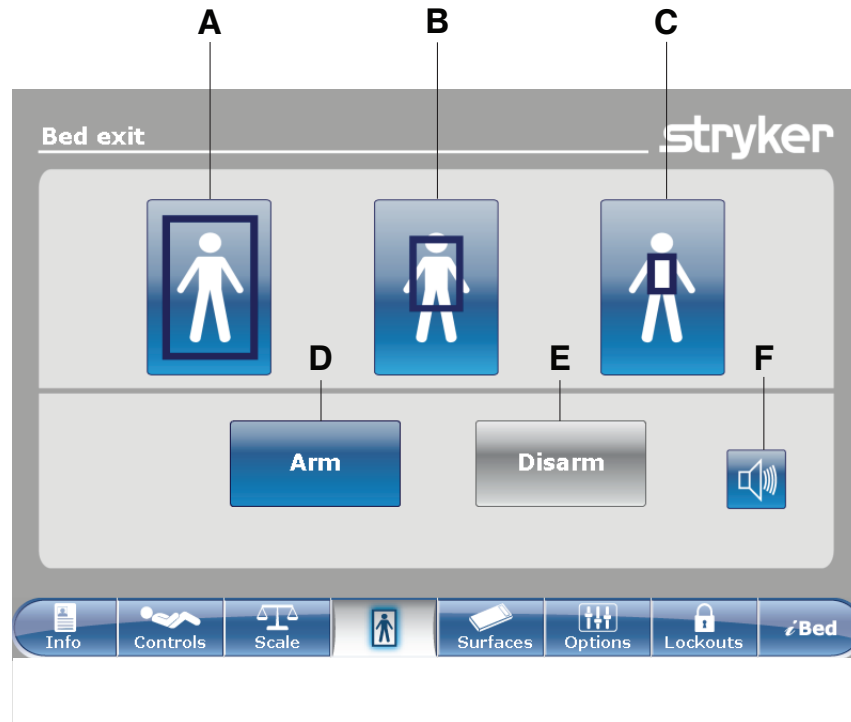 A B C
Bed exit stryker
D E F
Arm Disarm
Info Controls Scale Surfaces Options Lockouts iBed